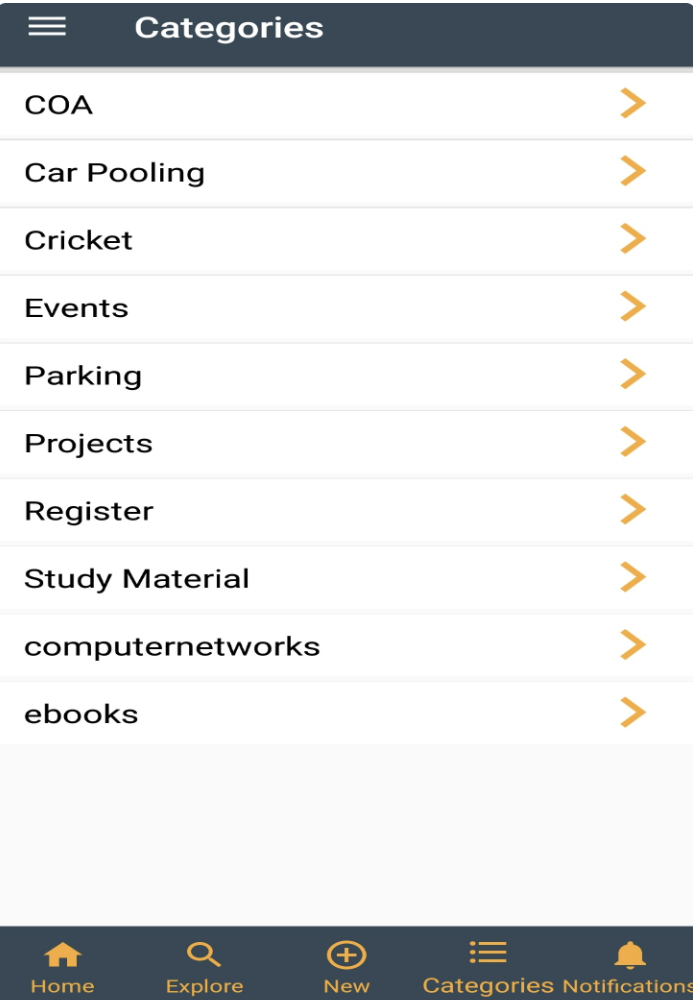 Categories
COA
Car Pooling
Cricket
Events
Parking
Projects
Register
Study Material
computernetworks
ebooks
Home Explore New Categories Notifications